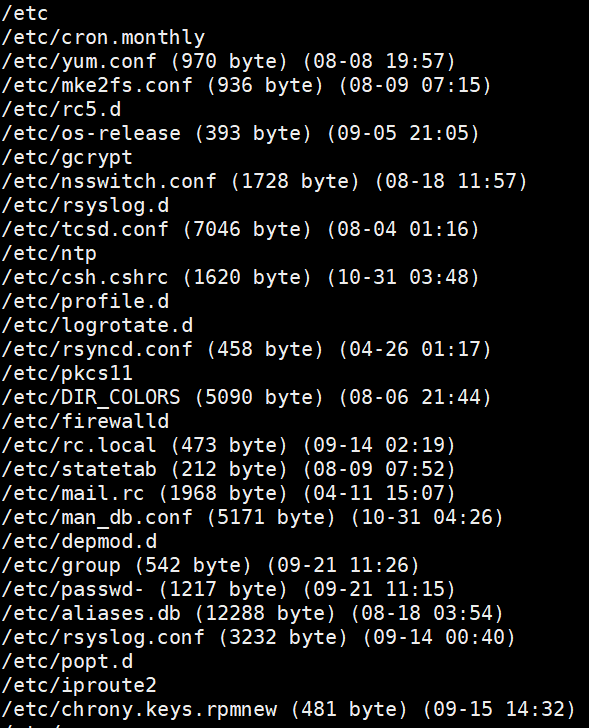 /etc
/etc/cron.monthly
/etc/yum.conf (970 byte) (08-08 19:57)
/etc/mke2fs.conf (936 byte) (08-09 07:15)
/etc/rc5.d
/etc/os-release (393 byte) (09-05 21:05)
/etc/gcrypt
/etc/nsswitch.conf (1728 byte) (08-18 11:57)
/etc/rsyslog.d
/etc/tcsd.conf (7046 byte) (08-04 01:16)
/etc/ntp
/etc/csh.cshrc (1620 byte) (10-31 03:48)
/etc/profile.d
/etc/logrotate.d
/etc/rsyncd.conf (458 byte) (04-26 01:17)
/etc/pkcs11
/etc/DIR_COLORS (5090 byte) (08-06 21:44)
/etc/firewalld
/etc/rc.local (473 byte) (09-14 02:19)
/etc/statetab (212 byte) (08-09 07:52)
/etc/mail.rc (1968 byte) (04-11 15:07)
/etc/man_db.conf (5171 byte) (10-31 04:26)
/etc/depmod.d
/etc/group (542 byte) (09-21 11:26)
/etc/passwd- (1217 byte) (09-21 11:15)
/etc/aliases.db (12288 byte) (08-18 03:54)
/etc/rsyslog.conf (3232 byte) (09-14 00:40)
/etc/popt.d
/etc/iproute2
/etc/chrony.keys.rpmnew (481 byte) (09-15 14:32)